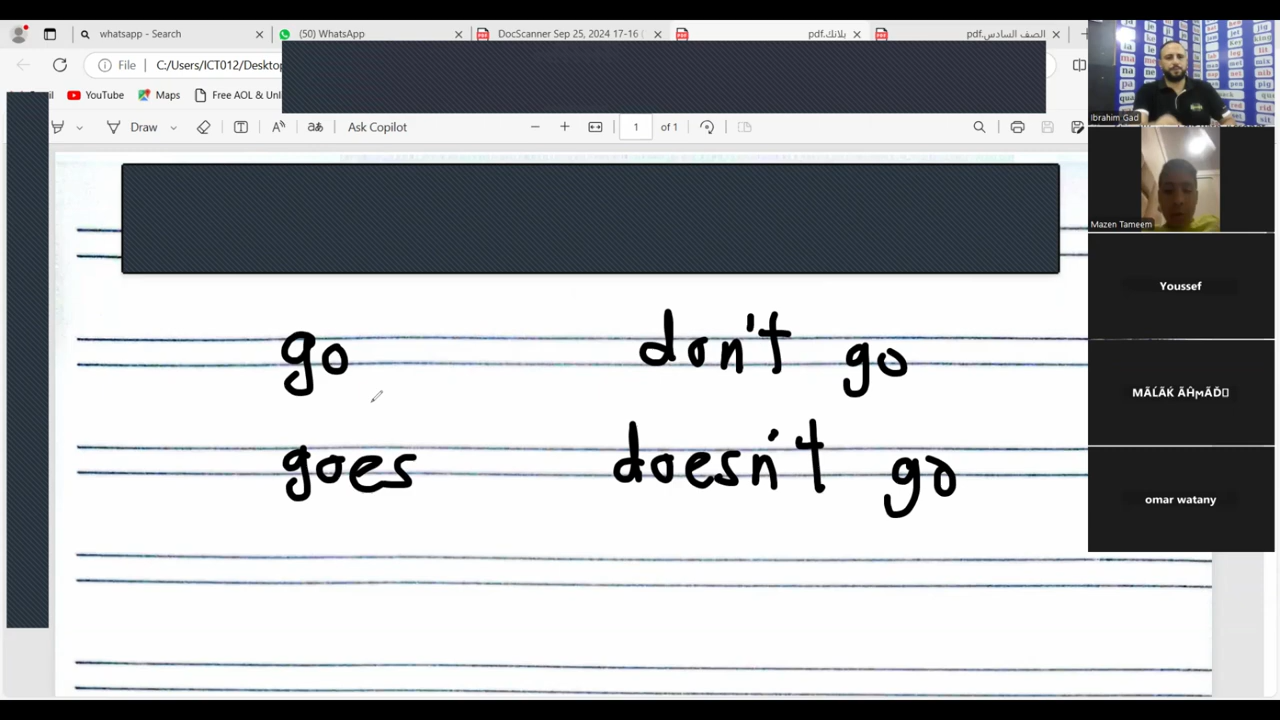 whatsapp - Search
(50) WhatsApp
DocScanner Sep 25, 2024 17-16
بلانك.pdf
الصف السادس.pdf
File
C:/Users/ICT012/Desktop
YouTube
Maps
Free AOL & Unl
Draw
Ask Copilot
1 of 1
Ibrahim Gad
Mazen Tameem
Youssef
MÃĹÃḰ ÃĤϻÃĎ
omar watany
go don't go
goes doesn't go